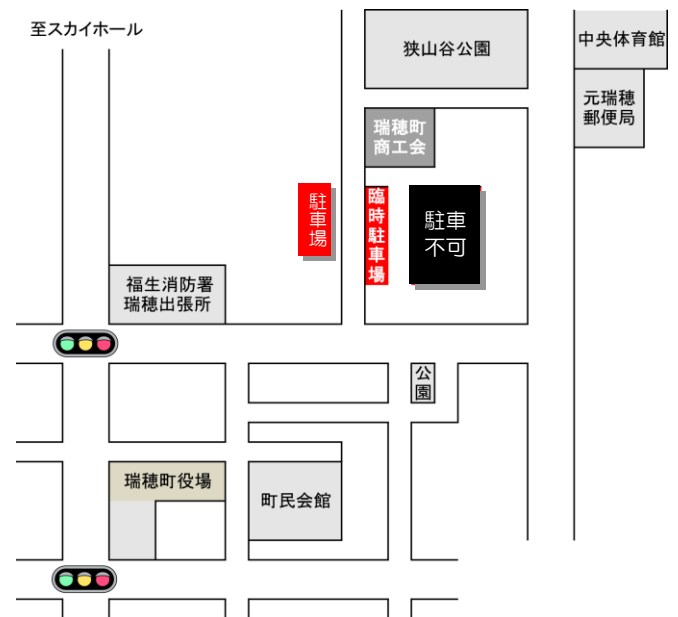 至スカイホール
狭山谷公園
中央体育館
元瑞穂
郵便局
瑞穂町
商工会
駐車場
臨時駐車場
駐車
不可
福生消防署
瑞穂出張所
公園
瑞穂町役場
町民会館